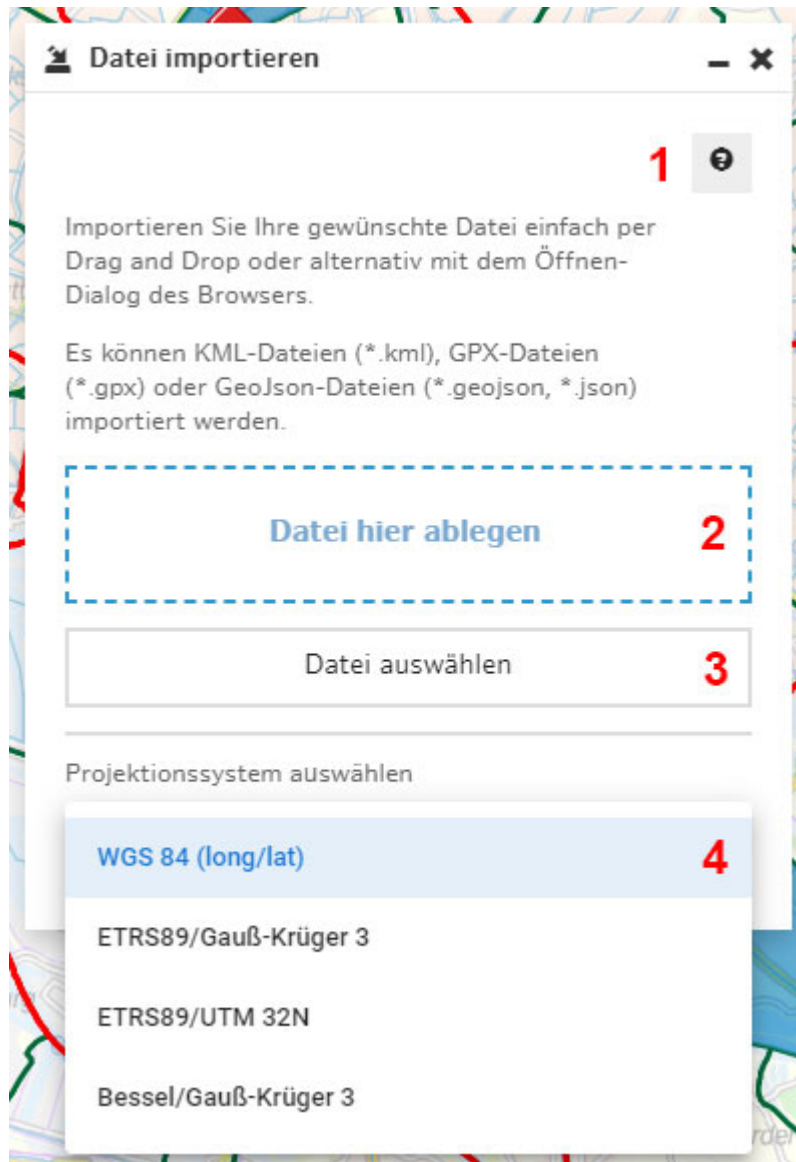 Datei importieren
1
Importieren Sie Ihre gewünschte Datei einfach per
Drag and Drop oder alternativ mit dem Öffnen-
Dialog des Browsers.
Es können KML-Dateien (*.kml), GPX-Dateien
(*.gpx) oder GeoJson-Dateien (*.geojson, *.json)
importiert werden.
Datei hier ablegen 2
Datei auswählen 3
Projektionssystem auswählen
WGS 84 (long/lat) 4
ETRS89/Gauß-Krüger 3
ETRS89/UTM 32N
Bessel/Gauß-Krüger 3